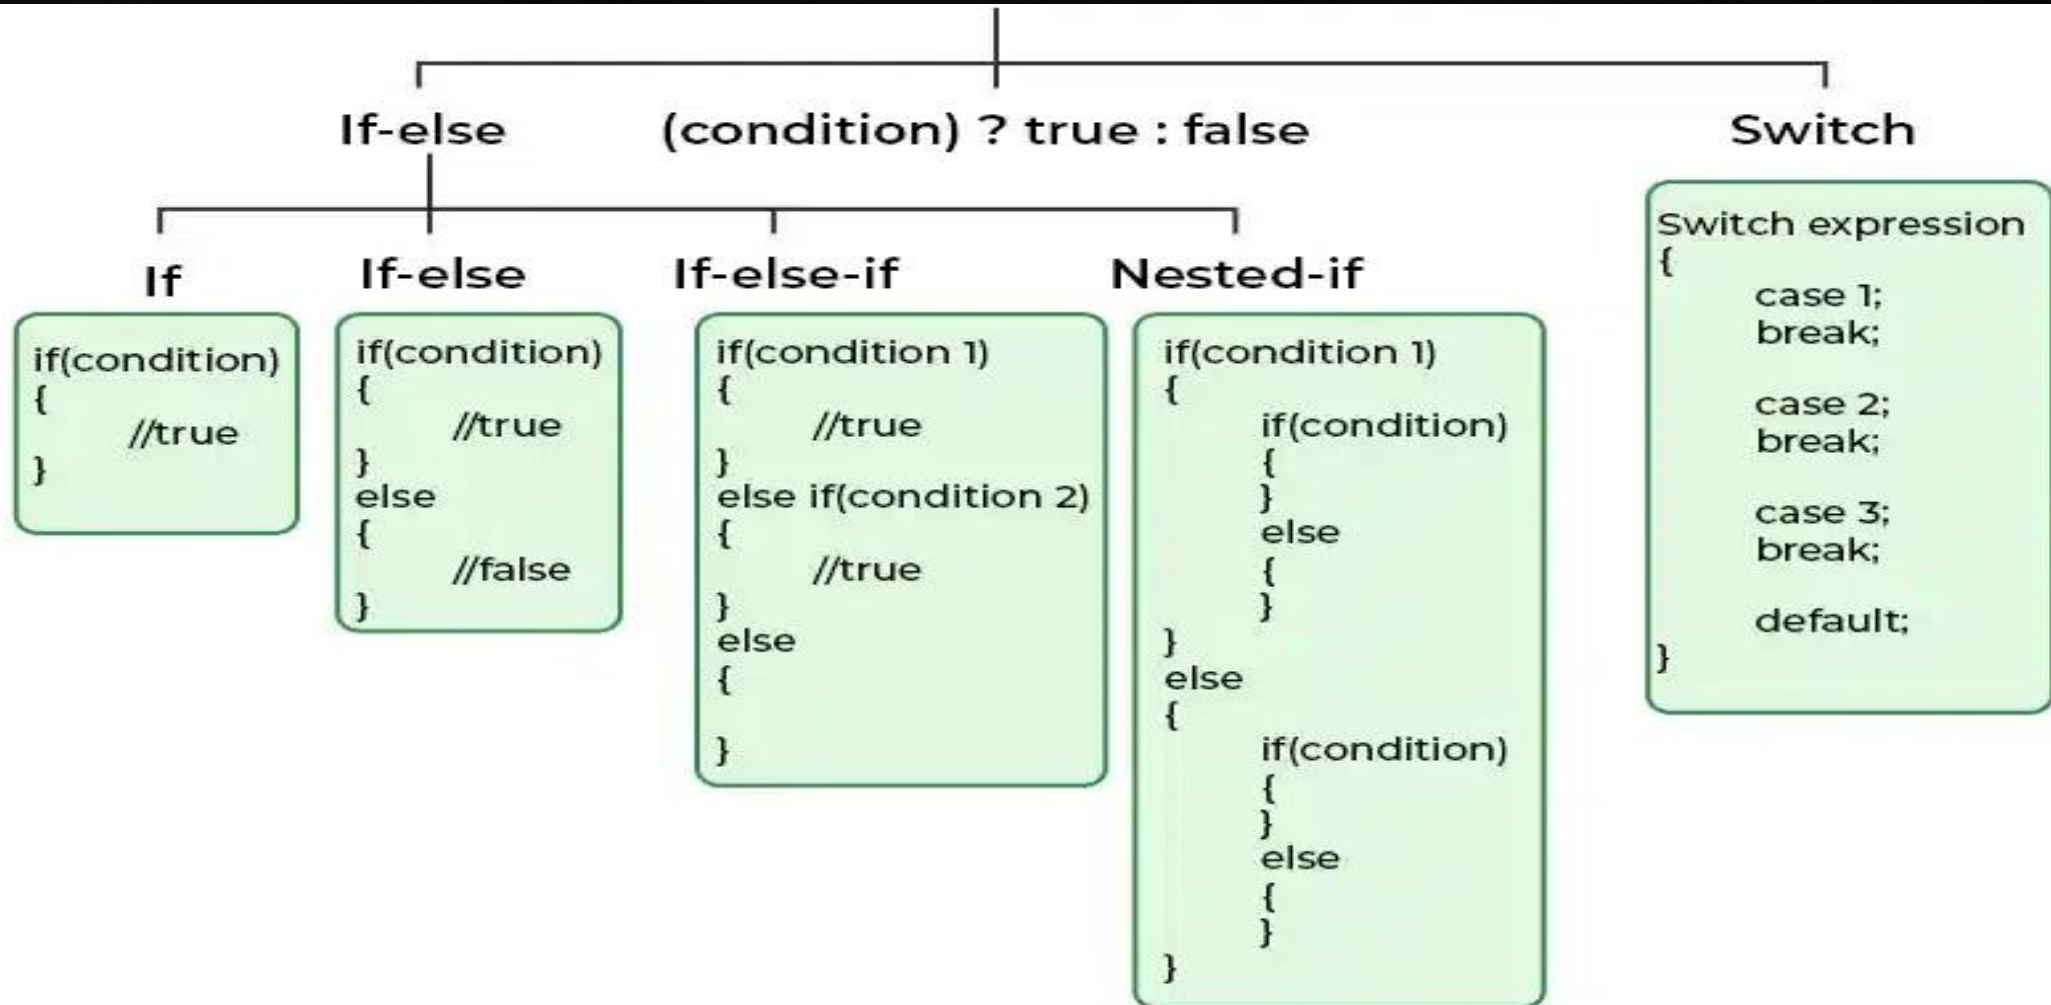 If-else
(condition) ? true : false
Switch
If
if(condition)
{
//true
}
If-else
if(condition)
{
//true
}
else
{
//false
}
If-else-if
if(condition 1)
{
//true
}
else if(condition 2)
{
//true
}
else
{
}
Nested-if
if(condition 1)
{
if(condition)
{
}
else
{
}
}
else
{
if(condition)
{
}
else
{
}
}
Switch expression
{
case 1;
break;
case 2;
break;
case 3;
break;
default;
}